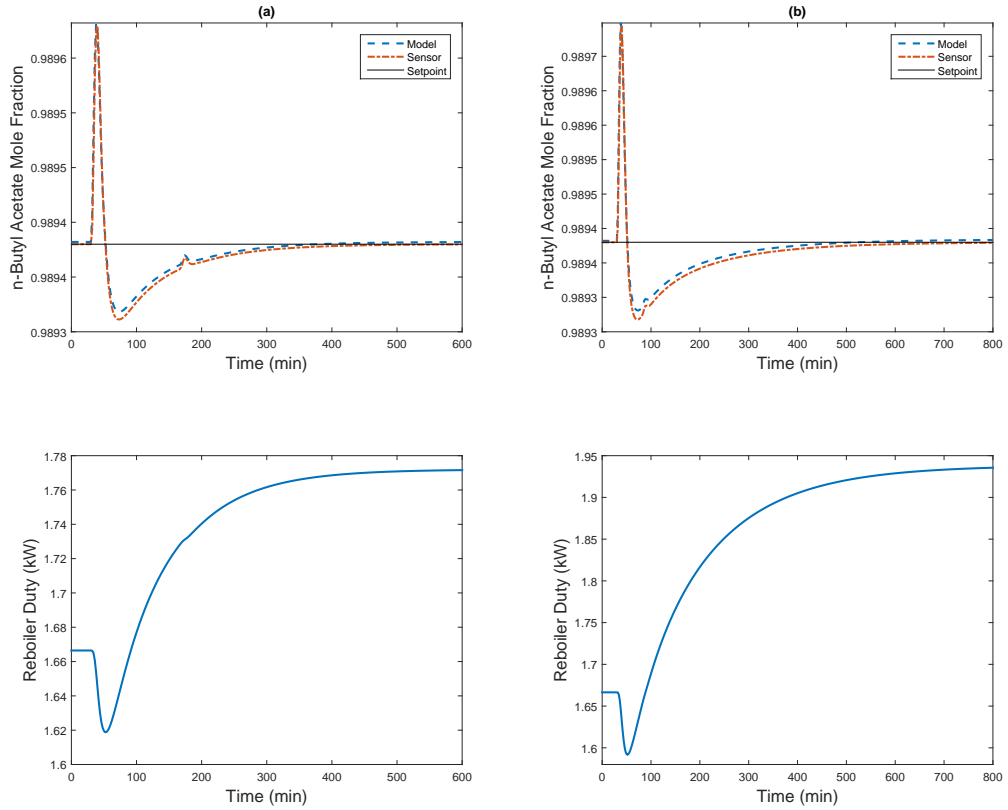 (a)
n-Butyl Acetate Mole Fraction
0.9896
0.9895
0.9895
0.9894
0.9894
0.9893
Model
Sensor
Setpoint
0 100 200 300 400 500 600
Time (min)
(b)
n-Butyl Acetate Mole Fraction
0.9897
0.9896
0.9896
0.9895
0.9895
0.9894
0.9894
0.9893
0.9893
Model
Sensor
Setpoint
0 100 200 300 400 500 600 700 800
Time (min)
Reboiler Duty (kW)
1.78
1.76
1.74
1.72
1.7
1.68
1.66
1.64
1.62
1.6
0 100 200 300 400 500 600
Time (min)
Reboiler Duty (kW)
1.95
1.9
1.85
1.8
1.75
1.7
1.65
1.6
0 100 200 300 400 500 600 700 800
Time (min)